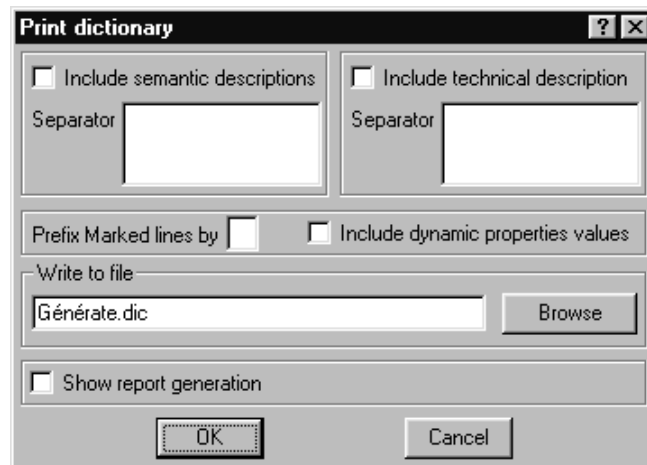 Print dictionary
Include semantic descriptions
Separator
Include technical description
Separator
Prefix Marked lines by
Include dynamic properties values
Write to file
Générate.dic
Browse
Show report generation
OK
Cancel